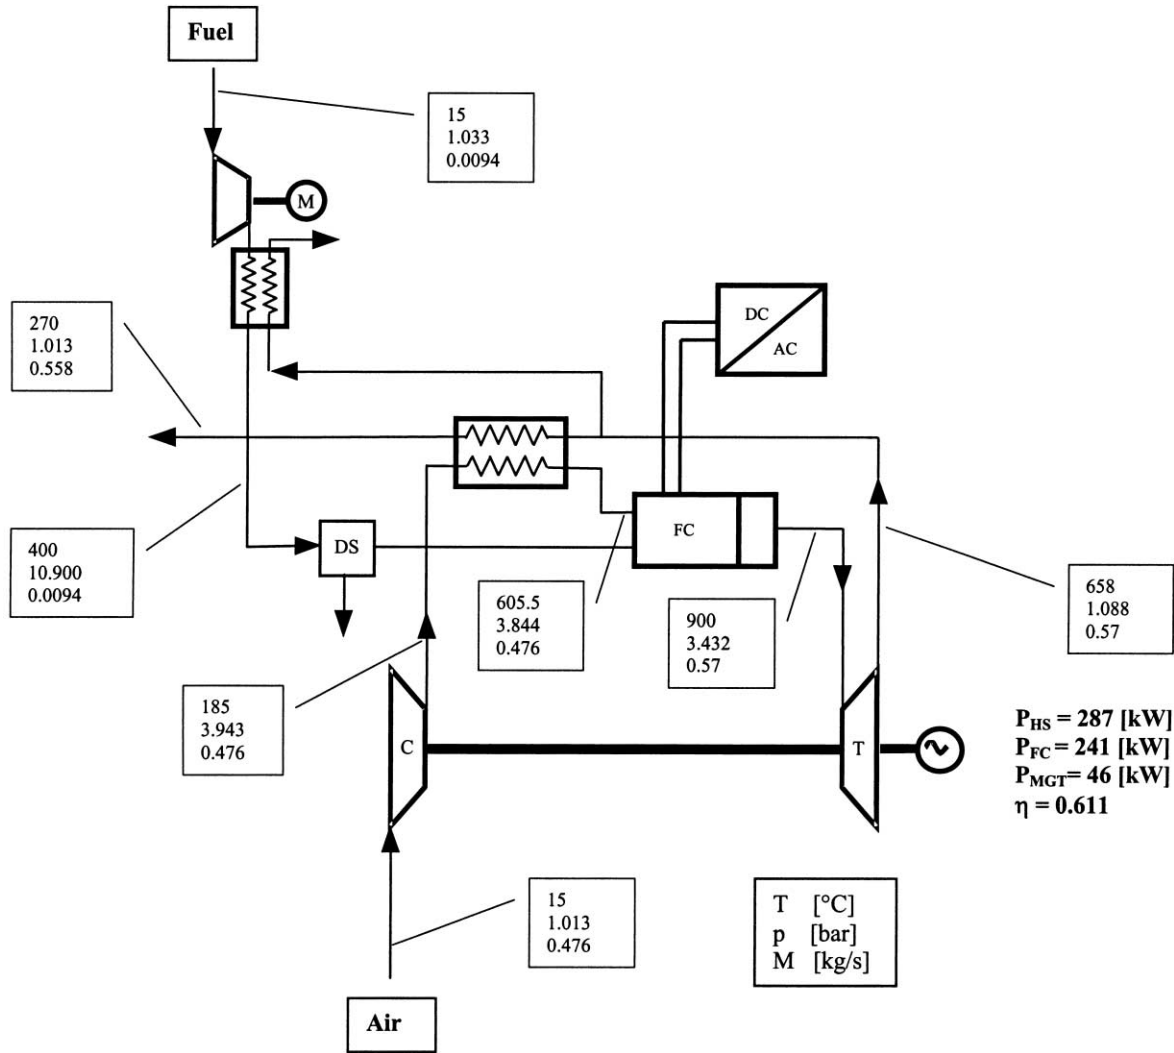 Fuel
15
1.033
0.0094
M
270
1.013
0.558
DC
AC
400
10.900
0.0094
DS
FC
605.5
3.844
0.476
900
3.432
0.57
658
1.088
0.57
185
3.943
0.476
C
T
P_HS = 287 [kW]
P_FC = 241 [kW]
P_MGT= 46 [kW]
η = 0.611
15
1.013
0.476
T [°C]
p [bar]
M [kg/s]
Air